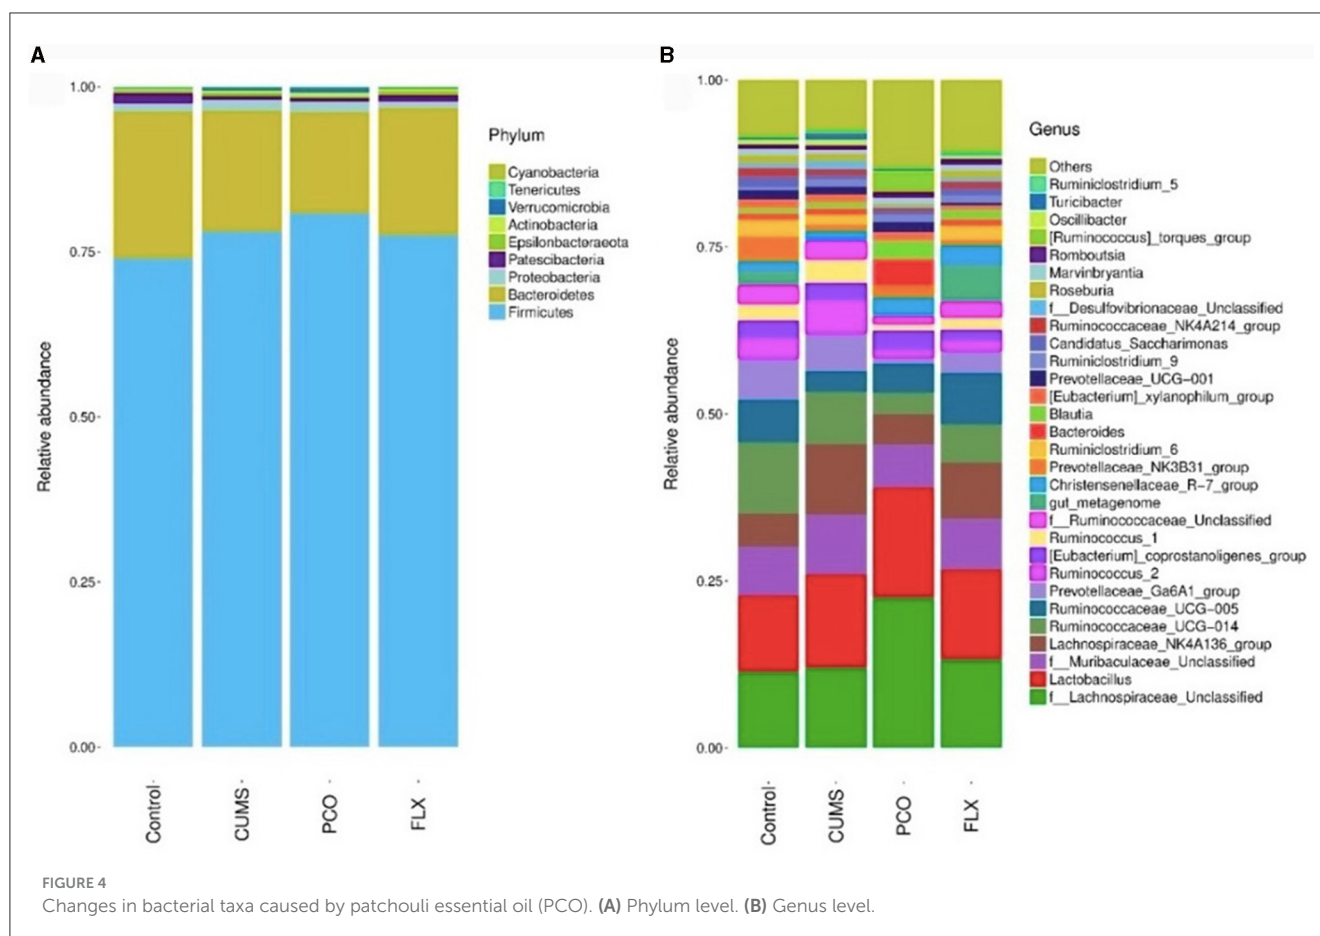 A
B
1.00
0.75
0.50
0.25
0.00
Relative abundance
Control
CUMS
PCO
FLX
Phylum
Cyanobacteria
Tenericutes
Verrucomicrobia
Actinobacteria
Epsilonbacteraeota
Patescibacteria
Proteobacteria
Bacteroidetes
Firmicutes
1.00
0.75
0.50
0.25
0.00
Relative abundance
Control
CUMS
PCO
FLX
Genus
Others
Ruminiclostridium_5
Turicibacter
Oscillibacter
[Ruminococcus]_torques_group
Romboutsia
Marvinbryantia
Roseburia
f__Desulfovibrionaceae_Unclassified
Ruminococcaceae_NK4A214_group
Candidatus_Saccharimonas
Ruminiclostridium_9
Prevotellaceae_UCG-001
[Eubacterium]_xylanophilum_group
Blautia
Bacteroides
Ruminiclostridium_6
Prevotellaceae_NK3B31_group
Christensenellaceae_R-7_group
gut_metagenome
f__Ruminococcaceae_Unclassified
Ruminococcus_1
[Eubacterium]_coprostanoligenes_group
Ruminococcus_2
Prevotellaceae_Ga6A1_group
Ruminococcaceae_UCG-005
Ruminococcaceae_UCG-014
Lachnospiraceae_NK4A136_group
f__Muribaculaceae_Unclassified
Lactobacillus
f__Lachnospiraceae_Unclassified
FIGURE 4
Changes in bacterial taxa caused by patchouli essential oil (PCO). (A) Phylum level. (B) Genus level.